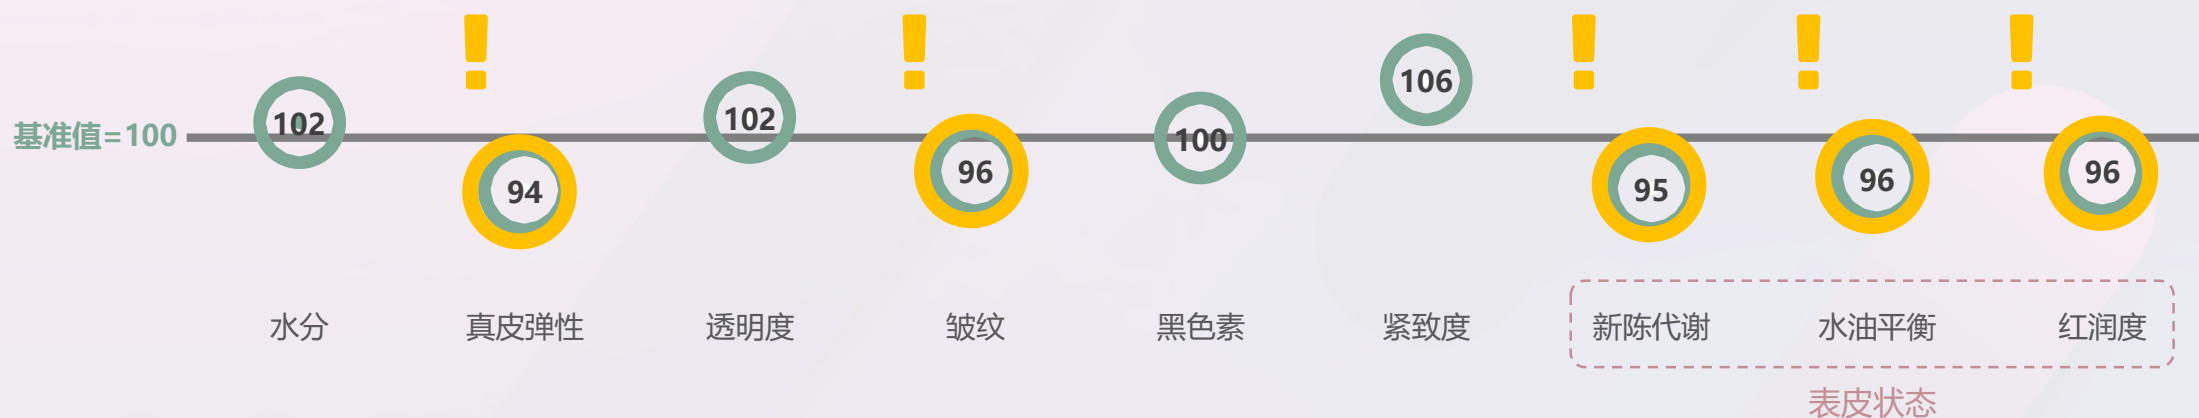 ! ! ! ! !
106
102 102
基准值=100 100
94 96 95 96 96
水分 真皮弹性 透明度 皱纹 黑色素 紧致度 新陈代谢 水油平衡 红润度
表皮状态